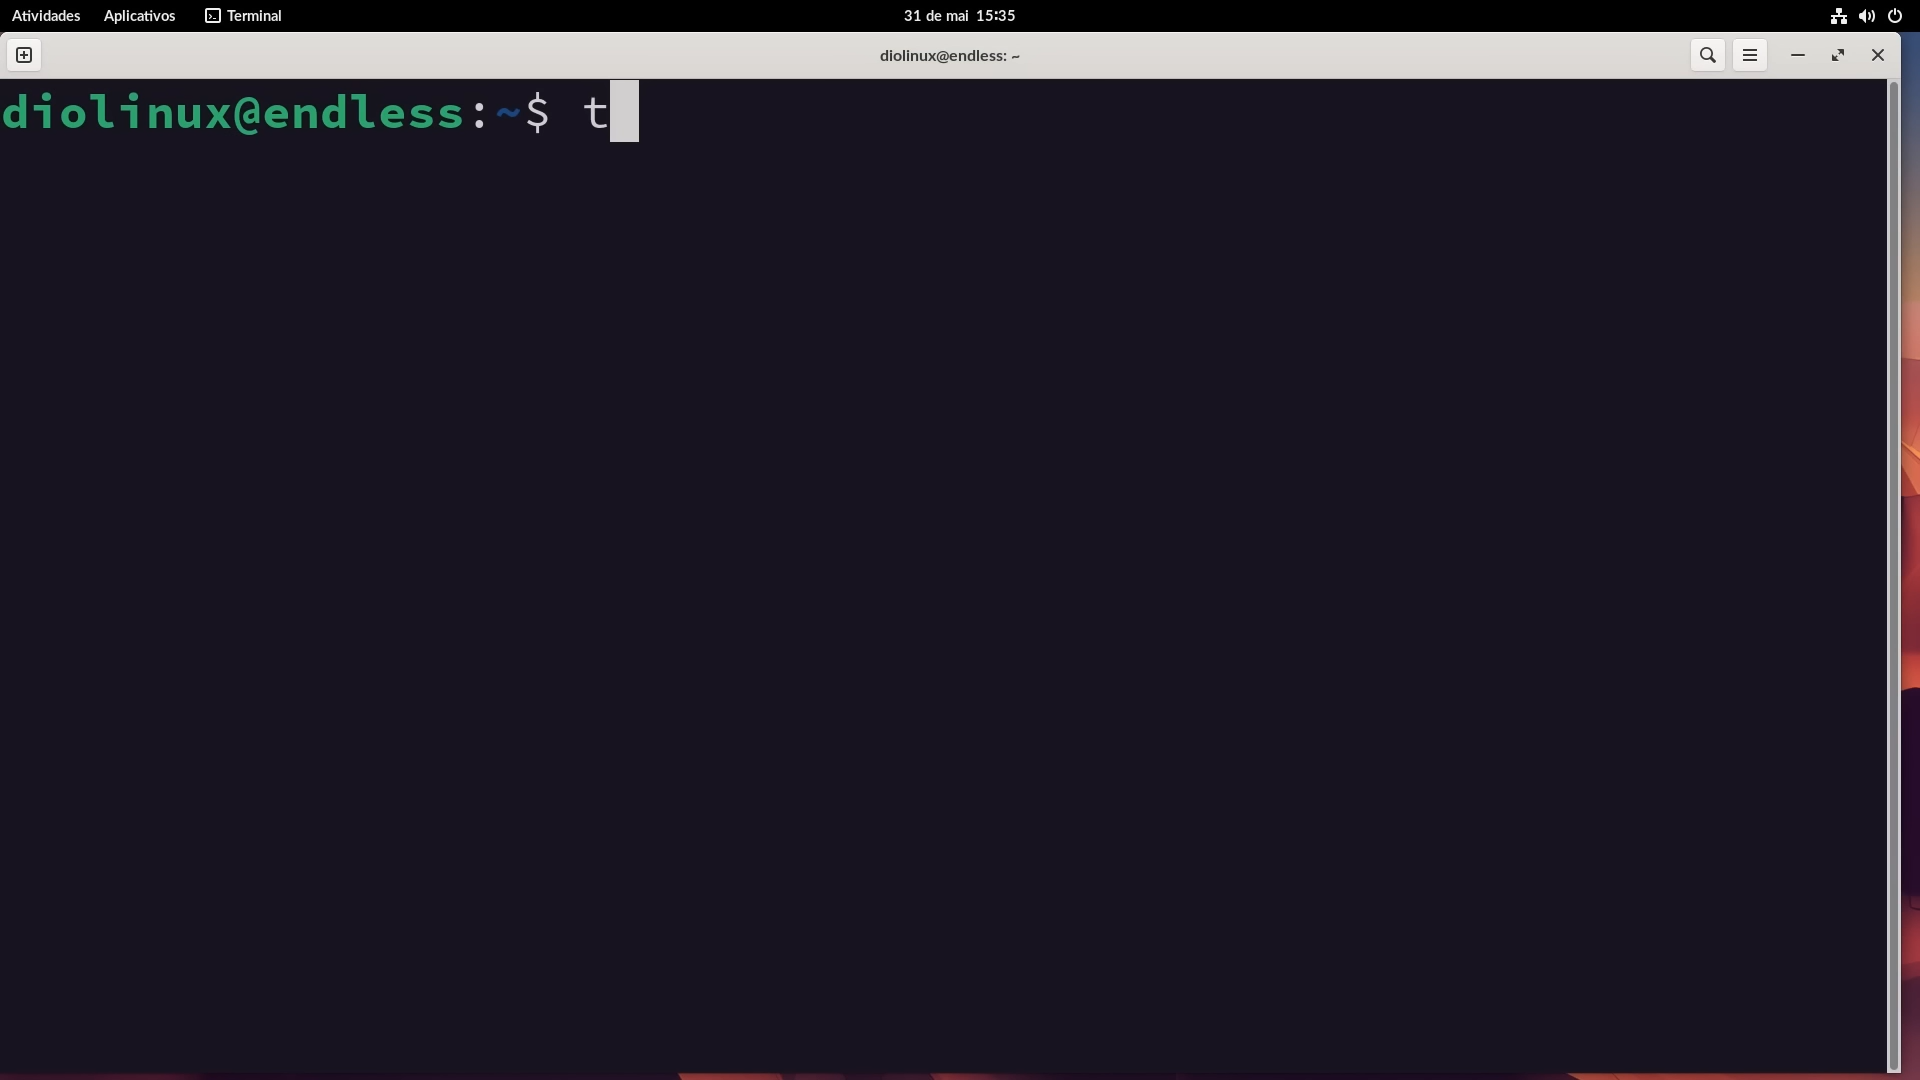 Atividades Aplicativos Terminal 31 de mai 15:35
diolinux@endless: ~
diolinux@endless:~$ t